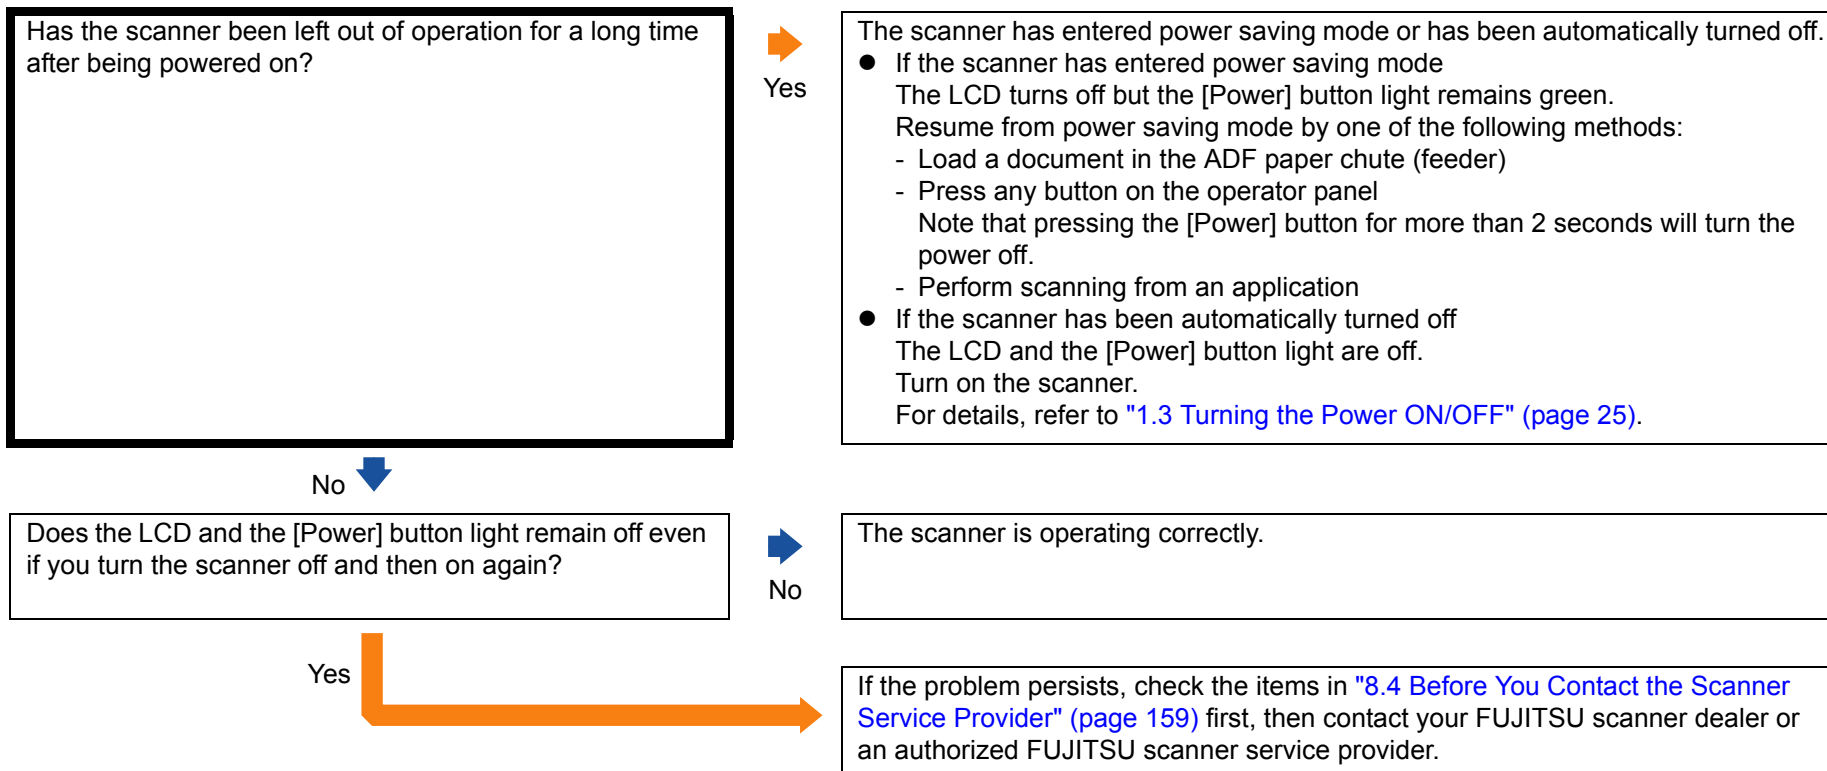 Has the scanner been left out of operation for a long time
after being powered on?
Yes
The scanner has entered power saving mode or has been automatically turned off.
● If the scanner has entered power saving mode
The LCD turns off but the [Power] button light remains green.
Resume from power saving mode by one of the following methods:
- Load a document in the ADF paper chute (feeder)
- Press any button on the operator panel
Note that pressing the [Power] button for more than 2 seconds will turn the
power off.
- Perform scanning from an application
● If the scanner has been automatically turned off
The LCD and the [Power] button light are off.
Turn on the scanner.
For details, refer to "1.3 Turning the Power ON/OFF" (page 25).
No
Does the LCD and the [Power] button light remain off even
if you turn the scanner off and then on again?
No
The scanner is operating correctly.
Yes
If the problem persists, check the items in "8.4 Before You Contact the Scanner
Service Provider" (page 159) first, then contact your FUJITSU scanner dealer or
an authorized FUJITSU scanner service provider.